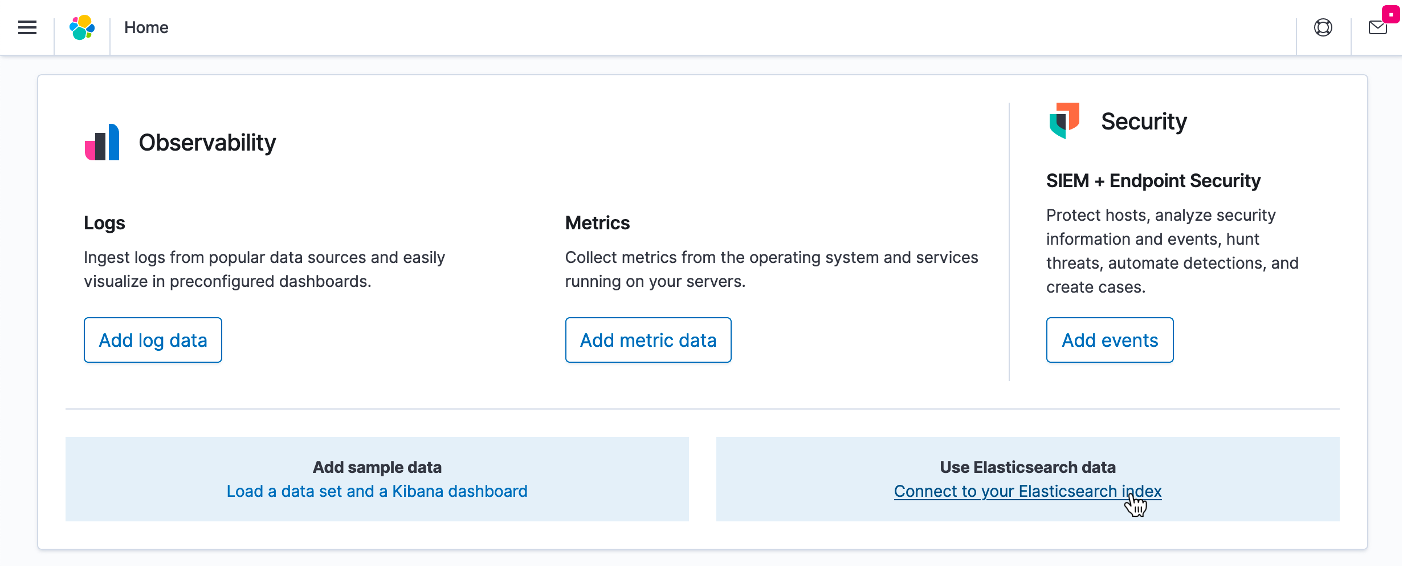 Home
Observability
Logs
Ingest logs from popular data sources and easily
visualize in preconfigured dashboards.
Add log data
Metrics
Collect metrics from the operating system and services
running on your servers.
Add metric data
Security
SIEM + Endpoint Security
Protect hosts, analyze security
information and events, hunt
threats, automate detections, and
create cases.
Add events
Add sample data
Load a data set and a Kibana dashboard
Use Elasticsearch data
Connect to your Elasticsearch index